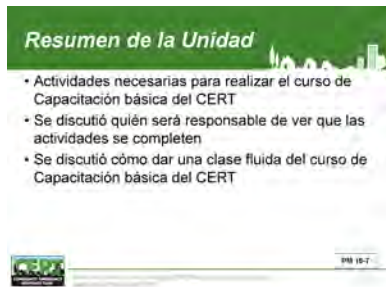 Resumen de la Unidad
• Actividades necesarias para realizar el curso de
Capacitación básica del CERT
• Se discutió quién será responsable de ver que las
actividades se completen
• Se discutió cómo dar una clase fluida del curso de
Capacitación básica del CERT
CERT